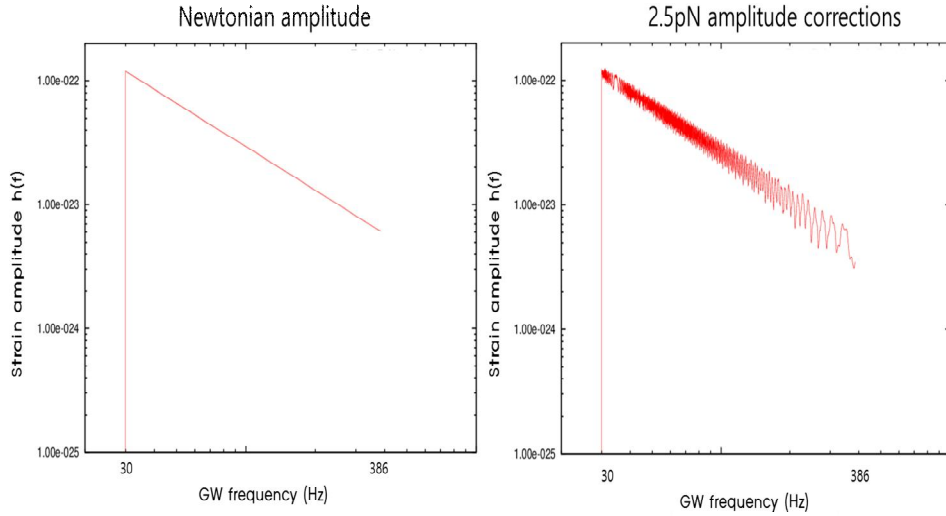 Newtonian amplitude
1.00e-022
1.00e-023
1.00e-024
1.00e-025
Strain amplitude h(f)
30
386
GW frequency (Hz)
2.5pN amplitude corrections
1.00e-022
1.00e-023
1.00e-024
1.00e-025
Strain amplitude h(f)
30
386
GW frequency (Hz)